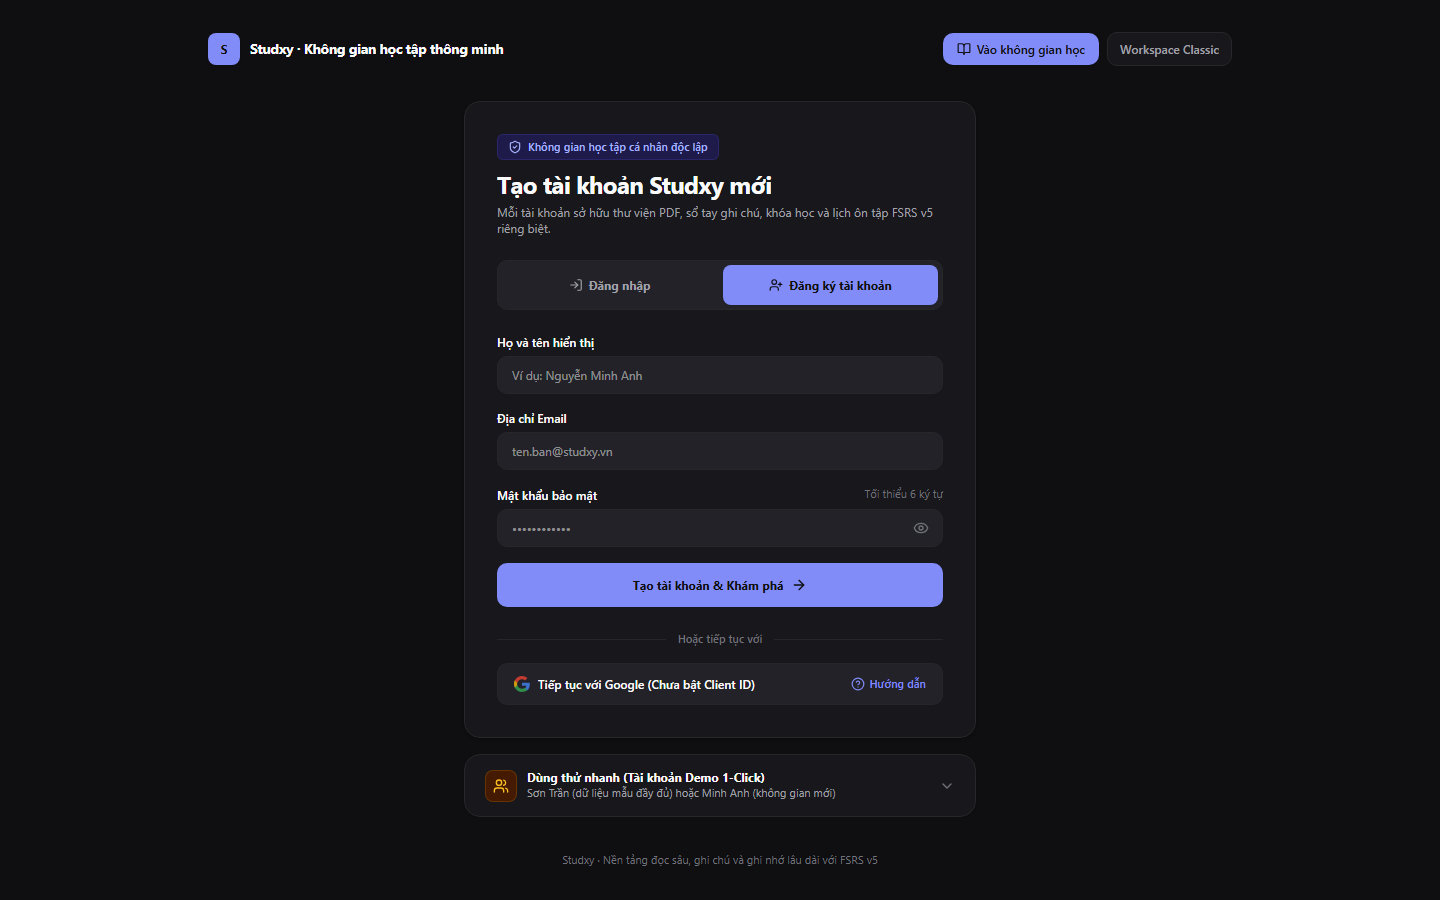 S
Studxy · Không gian học tập thông minh
Vào không gian học
Workspace Classic
Không gian học tập cá nhân độc lập
Tạo tài khoản Studxy mới
Mỗi tài khoản sở hữu thư viện PDF, sổ tay ghi chú, khóa học và lịch ôn tập FSRS v5
riêng biệt.
Đăng nhập
Đăng ký tài khoản
Họ và tên hiển thị
Ví dụ: Nguyễn Minh Anh
Địa chỉ Email
ten.ban@studxy.vn
Mật khẩu bảo mật
Tối thiểu 6 ký tự
••••••••••••
Tạo tài khoản & Khám phá
Hoặc tiếp tục với
Tiếp tục với Google (Chưa bật Client ID)
Hướng dẫn
Dùng thử nhanh (Tài khoản Demo 1-Click)
Sơn Trần (dữ liệu mẫu đầy đủ) hoặc Minh Anh (không gian mới)
Studxy · Nền tảng đọc sâu, ghi chú và ghi nhớ lâu dài với FSRS v5